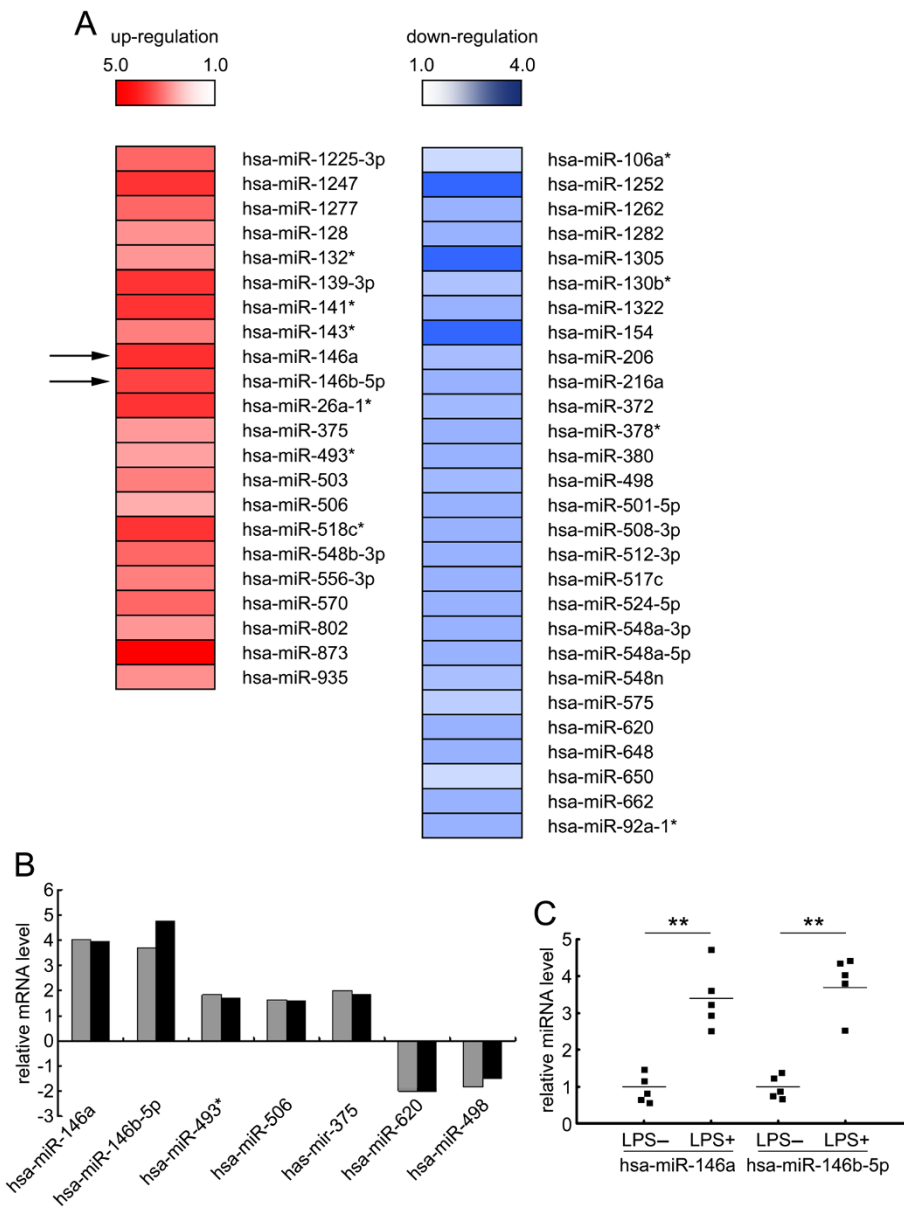 A
up-regulation
5.0 1.0
down-regulation
1.0 4.0
hsa-miR-1225-3p
hsa-miR-1247
hsa-miR-1277
hsa-miR-128
hsa-miR-132*
hsa-miR-139-3p
hsa-miR-141*
hsa-miR-143*
hsa-miR-146a
hsa-miR-146b-5p
hsa-miR-26a-1*
hsa-miR-375
hsa-miR-493*
hsa-miR-503
hsa-miR-506
hsa-miR-518c*
hsa-miR-548b-3p
hsa-miR-556-3p
hsa-miR-570
hsa-miR-802
hsa-miR-873
hsa-miR-935
hsa-miR-106a*
hsa-miR-1252
hsa-miR-1262
hsa-miR-1282
hsa-miR-1305
hsa-miR-130b*
hsa-miR-1322
hsa-miR-154
hsa-miR-206
hsa-miR-216a
hsa-miR-372
hsa-miR-378*
hsa-miR-380
hsa-miR-498
hsa-miR-501-5p
hsa-miR-508-3p
hsa-miR-512-3p
hsa-miR-517c
hsa-miR-524-5p
hsa-miR-548a-3p
hsa-miR-548a-5p
hsa-miR-548n
hsa-miR-575
hsa-miR-620
hsa-miR-648
hsa-miR-650
hsa-miR-662
hsa-miR-92a-1*
B
relative mRNA level
6
5
4
3
2
1
0
-1
-2
-3
hsa-miR-146a
hsa-miR-146b-5p
hsa-miR-493*
hsa-miR-506
has-mir-375
hsa-miR-620
hsa-miR-498
C
relative miRNA level
5
4
3
2
1
0
** **
LPS– LPS+ LPS– LPS+
hsa-miR-146a hsa-miR-146b-5p